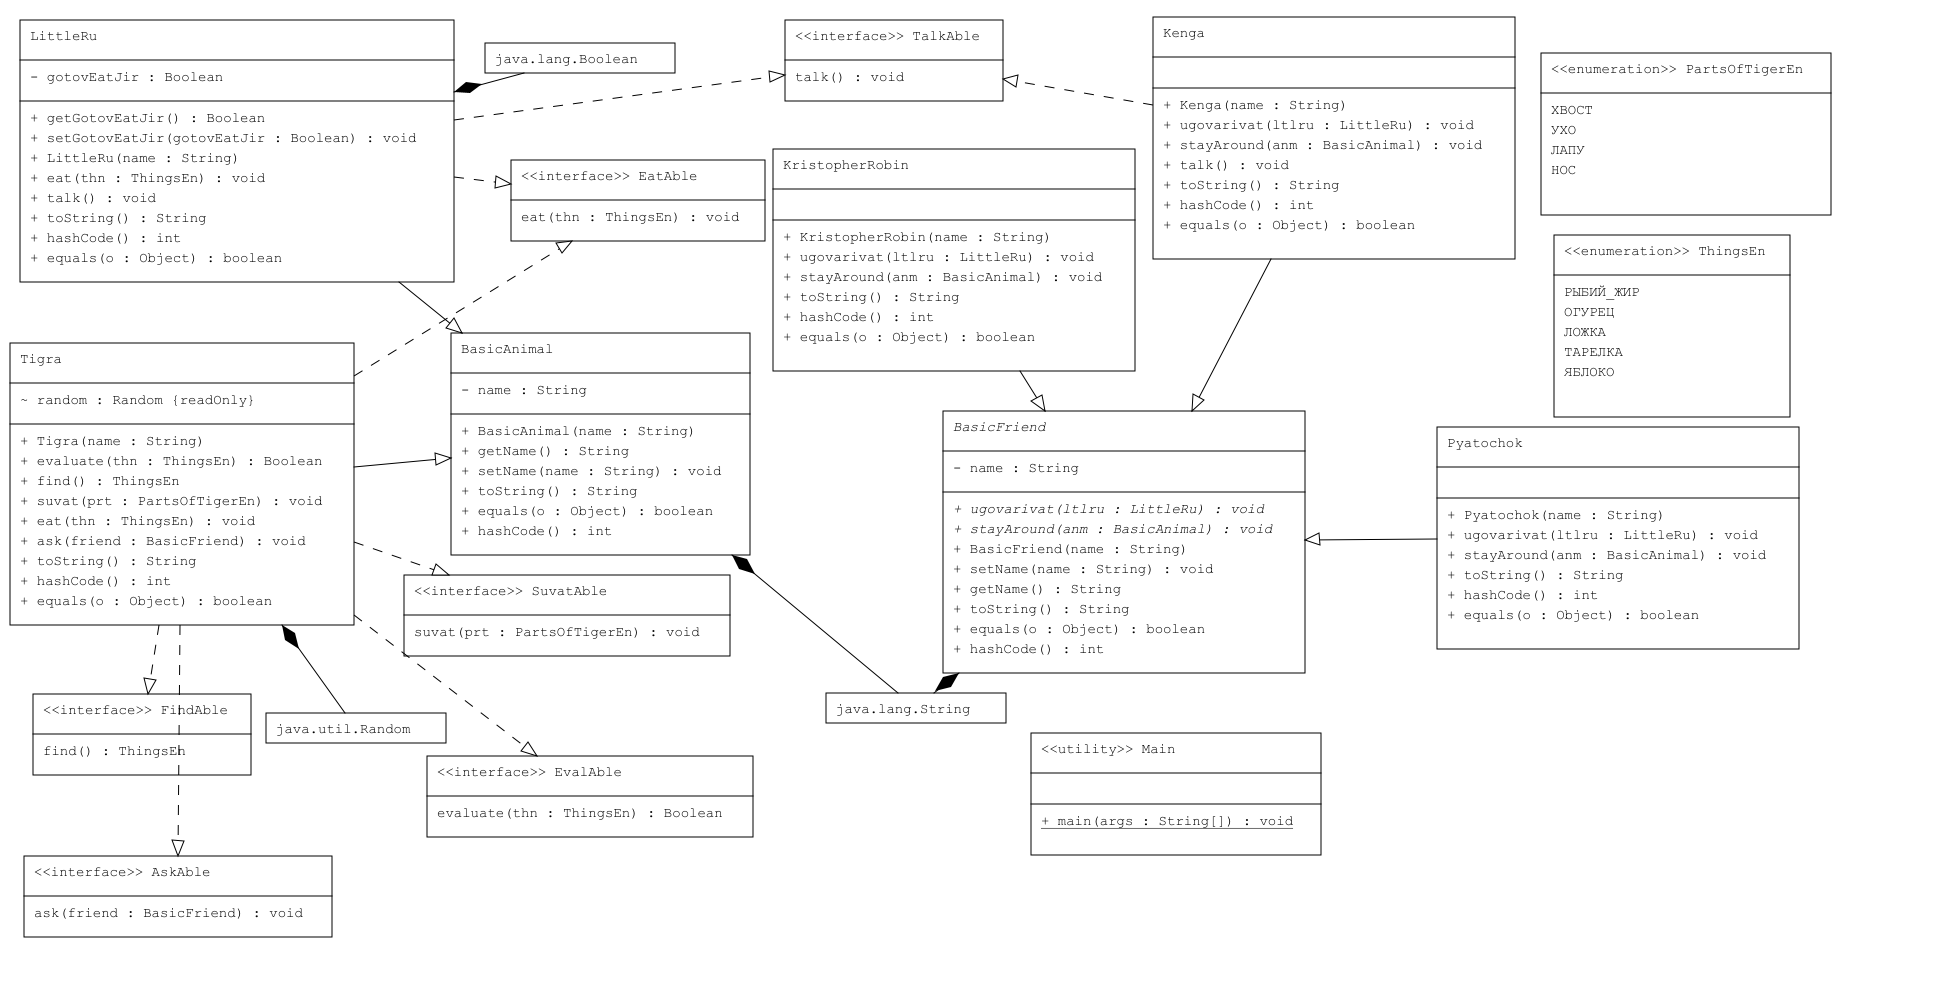 LittleRu
- gotovEatJir : Boolean
+ getGotovEatJir() : Boolean
+ setGotovEatJir(gotovEatJir : Boolean) : void
+ LittleRu(name : String)
+ eat(thn : ThingsEn) : void
+ talk() : void
+ toString() : String
+ hashCode() : int
+ equals(o : Object) : boolean
java.lang.Boolean
<<interface>> TalkAble
talk() : void
Kenga
+ Kenga(name : String)
+ ugovarivat(ltlru : LittleRu) : void
+ stayAround(anm : BasicAnimal) : void
+ talk() : void
+ toString() : String
+ hashCode() : int
+ equals(o : Object) : boolean
<<enumeration>> PartsOfTigerEn
ХВОСТ
УХО
ЛАПУ
НОС
<<interface>> EatAble
eat(thn : ThingsEn) : void
KristopherRobin
+ KristopherRobin(name : String)
+ ugovarivat(ltlru : LittleRu) : void
+ stayAround(anm : BasicAnimal) : void
+ toString() : String
+ hashCode() : int
+ equals(o : Object) : boolean
<<enumeration>> ThingsEn
РЫБИЙ_ЖИР
ОГУРЕЦ
ЛОЖКА
ТАРЕЛКА
ЯБЛОКО
Tigra
~ random : Random {readOnly}
+ Tigra(name : String)
+ evaluate(thn : ThingsEn) : Boolean
+ find() : ThingsEn
+ suvat(prt : PartsOfTigerEn) : void
+ eat(thn : ThingsEn) : void
+ ask(friend : BasicFriend) : void
+ toString() : String
+ hashCode() : int
+ equals(o : Object) : boolean
BasicAnimal
- name : String
+ BasicAnimal(name : String)
+ getName() : String
+ setName(name : String) : void
+ toString() : String
+ equals(o : Object) : boolean
+ hashCode() : int
BasicFriend
- name : String
+ ugovarivat(ltlru : LittleRu) : void
+ stayAround(anm : BasicAnimal) : void
+ BasicFriend(name : String)
+ setName(name : String) : void
+ getName() : String
+ toString() : String
+ equals(o : Object) : boolean
+ hashCode() : int
Pyatochok
+ Pyatochok(name : String)
+ ugovarivat(ltlru : LittleRu) : void
+ stayAround(anm : BasicAnimal) : void
+ toString() : String
+ hashCode() : int
+ equals(o : Object) : boolean
<<interface>> SuvatAble
suvat(prt : PartsOfTigerEn) : void
<<interface>> FindAble
find() : ThingsEn
java.util.Random
java.lang.String
<<interface>> EvalAble
evaluate(thn : ThingsEn) : Boolean
<<utility>> Main
+ main(args : String[]) : void
<<interface>> AskAble
ask(friend : BasicFriend) : void